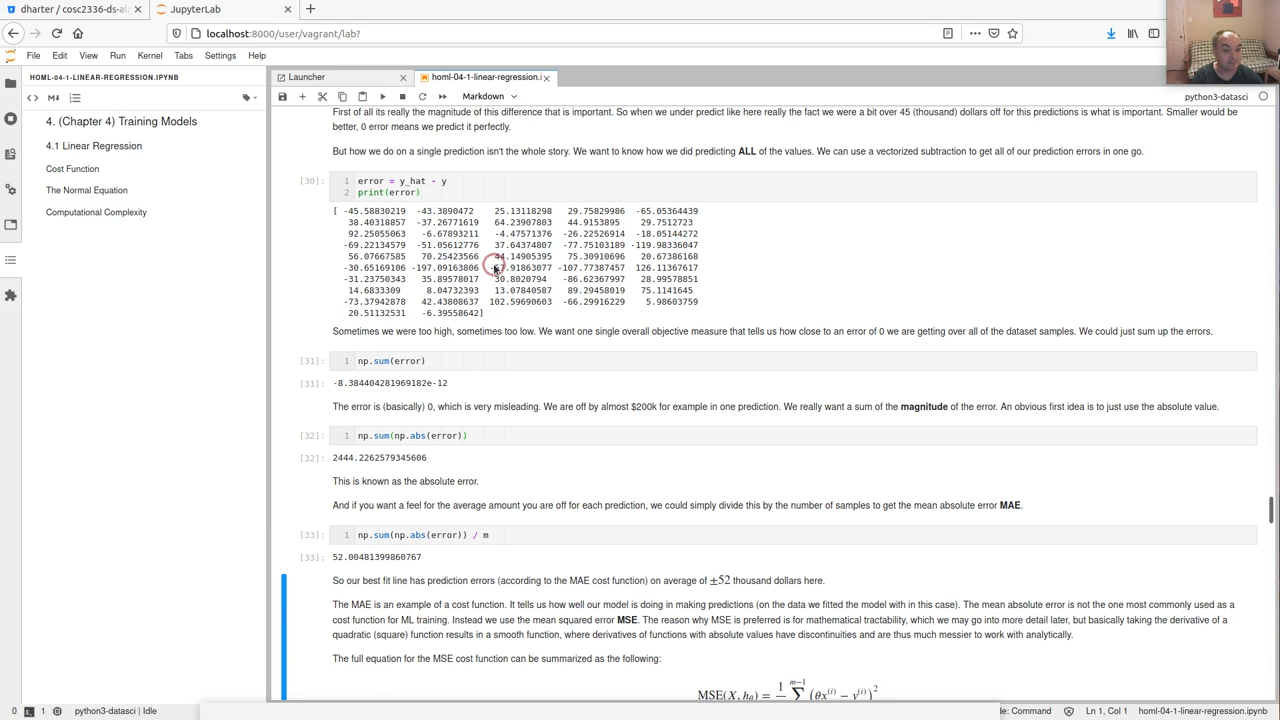 dharter / cosc2336-ds-al
JupyterLab
localhost:8000/user/vagrant/lab?
File Edit View Run Kernel Tabs Settings Help
HOML-04-1-LINEAR-REGRESSION.IPYNB
4. (Chapter 4) Training Models
4.1 Linear Regression
Cost Function
The Normal Equation
Computational Complexity
Launcher
homl-04-1-linear-regression.i
Markdown
python3-datasci
First of all its really the magnitude of this difference that is important. So when we under predict like here really the fact we were a bit over 45 (thousand) dollars off for this predictions is what is important. Smaller would be
better, 0 error means we predict it perfectly.
But how we do on a single prediction isn't the whole story. We want to know how we did predicting ALL of the values. We can use a vectorized subtraction to get all of our prediction errors in one go.
[30]: 1 error = y_hat - y
2 print(error)
[ -45.58830219 -43.3890472 25.13118298 29.75829986 -65.05364439
38.40318857 -37.26771619 64.23907803 44.9153895 29.7512723
92.25055063 -6.67893211 -4.47571376 -26.22526914 -18.05144272
-69.22134579 -51.05612776 37.64374807 -77.75103189 -119.98336047
56.07667585 70.25423566 44.14905395 75.30910696 20.67386168
-30.65169106 -197.09163806 .91863077 -107.77387457 126.11367617
-31.23750343 35.89578017 30.8020794 -86.62367997 28.99578851
14.6833309 8.04732393 13.07840587 89.29458019 75.1141645
-73.37942878 42.43808637 102.59690603 -66.29916229 5.98603759
20.51132531 -6.39558642]
Sometimes we were too high, sometimes too low. We want one single overall objective measure that tells us how close to an error of 0 we are getting over all of the dataset samples. We could just sum up the errors.
[31]: 1 np.sum(error)
[31]: -8.384404281969182e-12
The error is (basically) 0, which is very misleading. We are off by almost $200k for example in one prediction. We really want a sum of the magnitude of the error. An obvious first idea is to just use the absolute value.
[32]: 1 np.sum(np.abs(error))
[32]: 2444.2262579345606
This is known as the absolute error.
And if you want a feel for the average amount you are off for each prediction, we could simply divide this by the number of samples to get the mean absolute error MAE.
[33]: 1 np.sum(np.abs(error)) / m
[33]: 52.00481399860767
So our best fit line has prediction errors (according to the MAE cost function) on average of ±52 thousand dollars here.
The MAE is an example of a cost function. It tells us how well our model is doing in making predictions (on the data we fitted the model with in this case). The mean absolute error is not the one most commonly used as a
cost function for ML training. Instead we use the mean squared error MSE. The reason why MSE is preferred is for mathematical tractability, which we may go into more detail later, but basically taking the derivative of a
quadratic (square) function results in a smooth function, where derivatives of functions with absolute values have discontinuities and are thus much messier to work with analytically.
The full equation for the MSE cost function can be summarized as the following:
MSE(X, hθ) = 1 m−1 ∑ (θx(i) − y(i))2
0 1 python3-datasci | Idle
de: Command Ln 1, Col 1 homl-04-1-linear-regression.ipynb